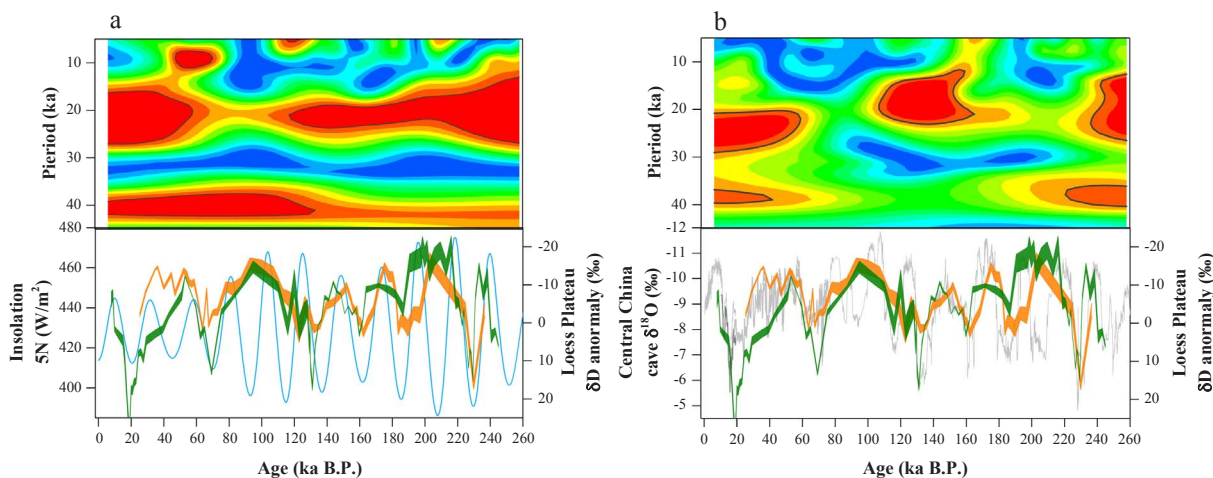 a
10
20
30
40
480
Pieriod (ka)
460
440
420
400
Insolation
5N (W/m²)
-20
-10
0
10
20
Loess Plateau
δD anormaly (‰)
0 20 40 60 80 100 120 140 160 180 200 220 240 260
Age (ka B.P.)
b
10
20
30
40
-12
Pieriod (ka)
-11
-10
-9
-8
-7
-6
-5
Central China
cave δ¹⁸O (‰)
-20
-10
0
10
20
Loess Plateau
δD anormaly (‰)
0 20 40 60 80 100 120 140 160 180 200 220 240 260
Age (ka B.P.)